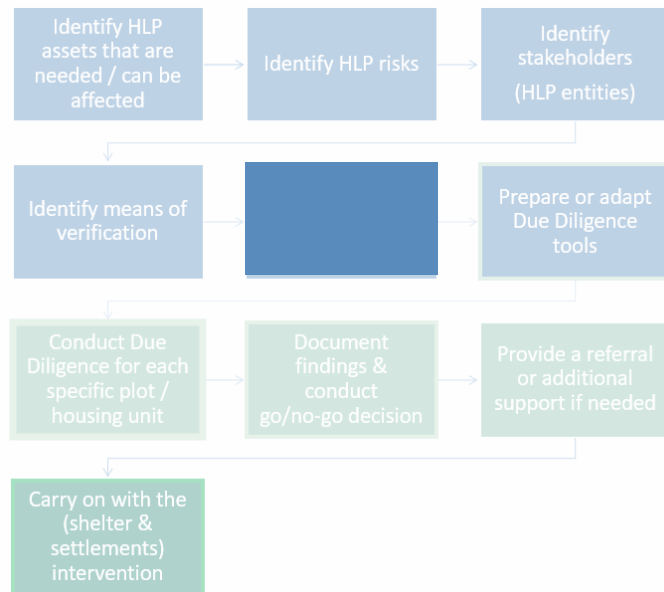 Identify HLP
assets that are
needed / can be
affected
Identify HLP risks
Identify
stakeholders
(HLP entities)
Identify means of
verification
Prepare or adapt
Due Diligence
tools
Conduct Due
Diligence for each
specific plot /
housing unit
Document
findings &
conduct
go/no-go decision
Provide a referral
or additional
support if needed
Carry on with the
(shelter &
settlements)
intervention